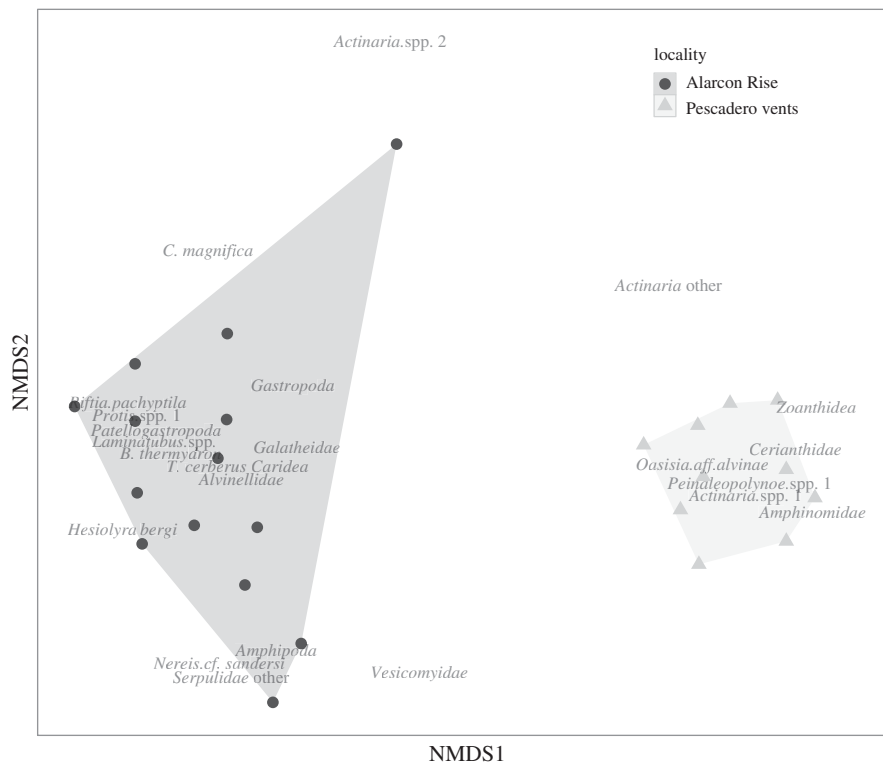 Actinaria.spp. 2
locality
Alarcon Rise
Pescadero vents
C. magnifica
Actinaria other
NMDS2
Gastropoda
Riftia.pachyptila
Protis.spp. 1
Patellogastropoda
Laminatubus.spp.
B. thermydron
Galatheidae
T. cerberus Caridea
Alvinellidae
Zoanthidea
Cerianthidae
Oasisia.aff.alvinae
Peinaleopolynoe.spp. 1
Actinaria.spp. 1
Amphinomidae
Hesiolyra bergi
Amphipoda
Nereis.cf. sandersi
Serpulidae other
Vesicomyidae
NMDS1